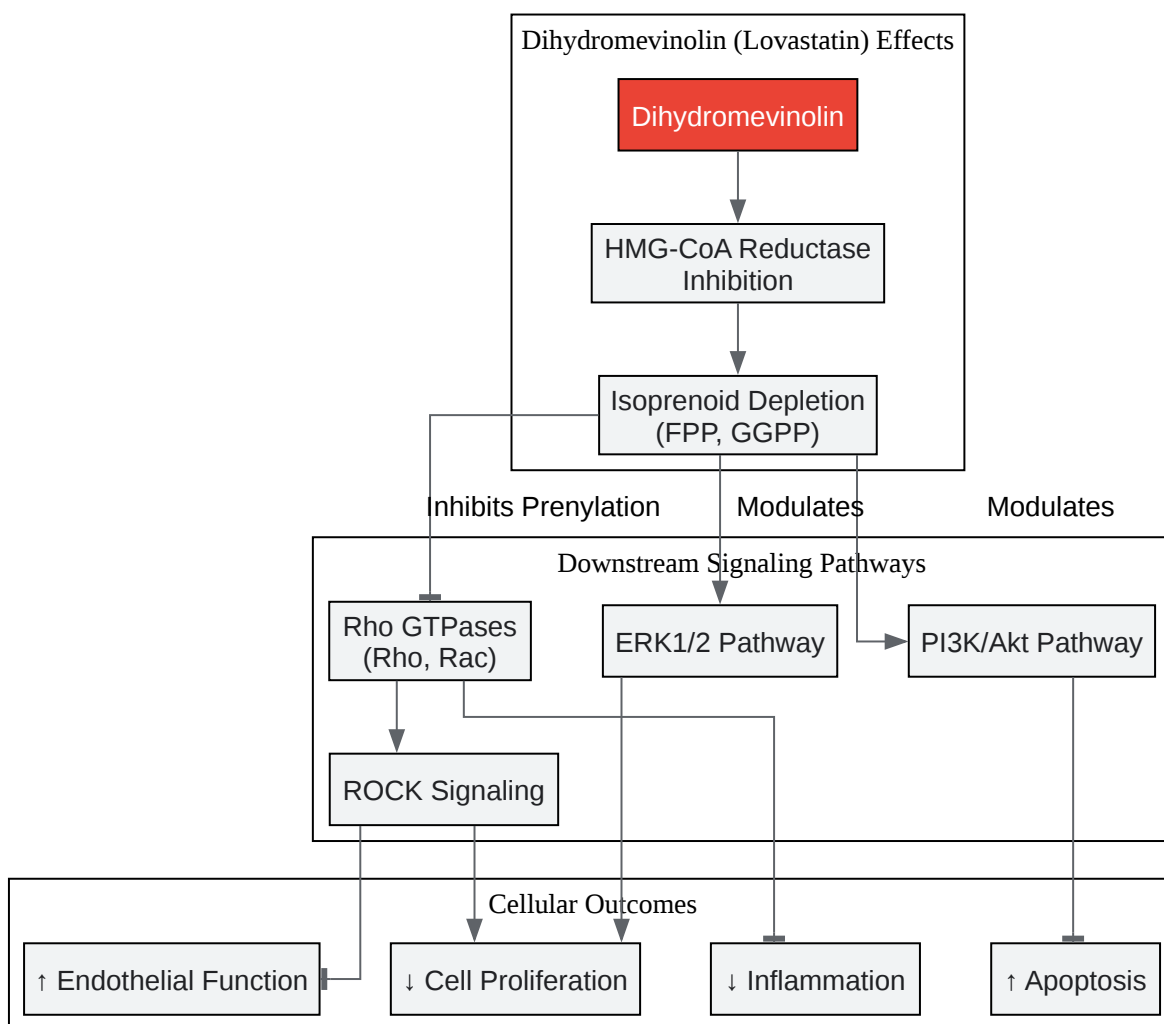 Dihydromevinolin (Lovastatin) Effects
Dihydromevinolin
HMG-CoA Reductase
Inhibition
Isoprenoid Depletion
(FPP, GGPP)
Inhibits Prenylation
Modulates
Modulates
Downstream Signaling Pathways
Rho GTPases
(Rho, Rac)
ERK1/2 Pathway
PI3K/Akt Pathway
ROCK Signaling
Cellular Outcomes
↑ Endothelial Function
↓ Cell Proliferation
↓ Inflammation
↑ Apoptosis